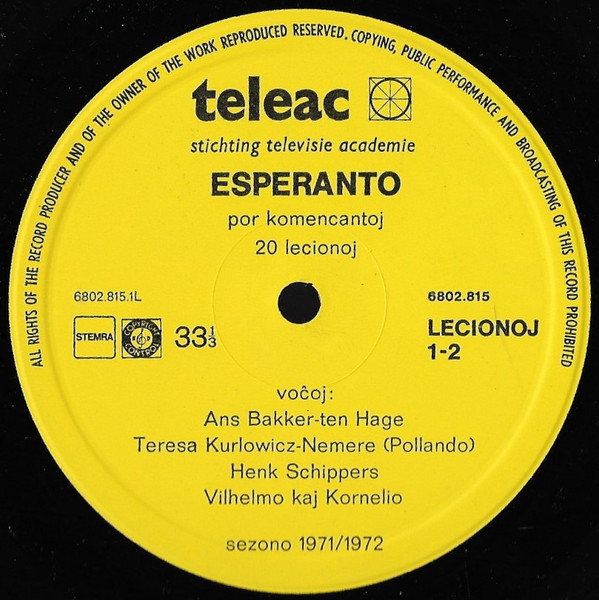 ALL RIGHTS OF THE RECORD PRODUCER AND OF THE OWNER OF THE WORK REPRODUCED RESERVED. COPYING, PUBLIC PERFORMANCE AND BROADCASTING OF THIS RECORD PROHIBITED
teleac
stichting televisie academie
ESPERANTO
por komencantoj
20 lecionoj
6802.815.1L
6802.815
STEMRA
COPYRIGHT CONTROL
33⅓
LECIONOJ
1-2
voĉoj:
Ans Bakker-ten Hage
Teresa Kurlowicz-Nemere (Pollando)
Henk Schippers
Vilhelmo kaj Kornelio
sezono 1971/1972